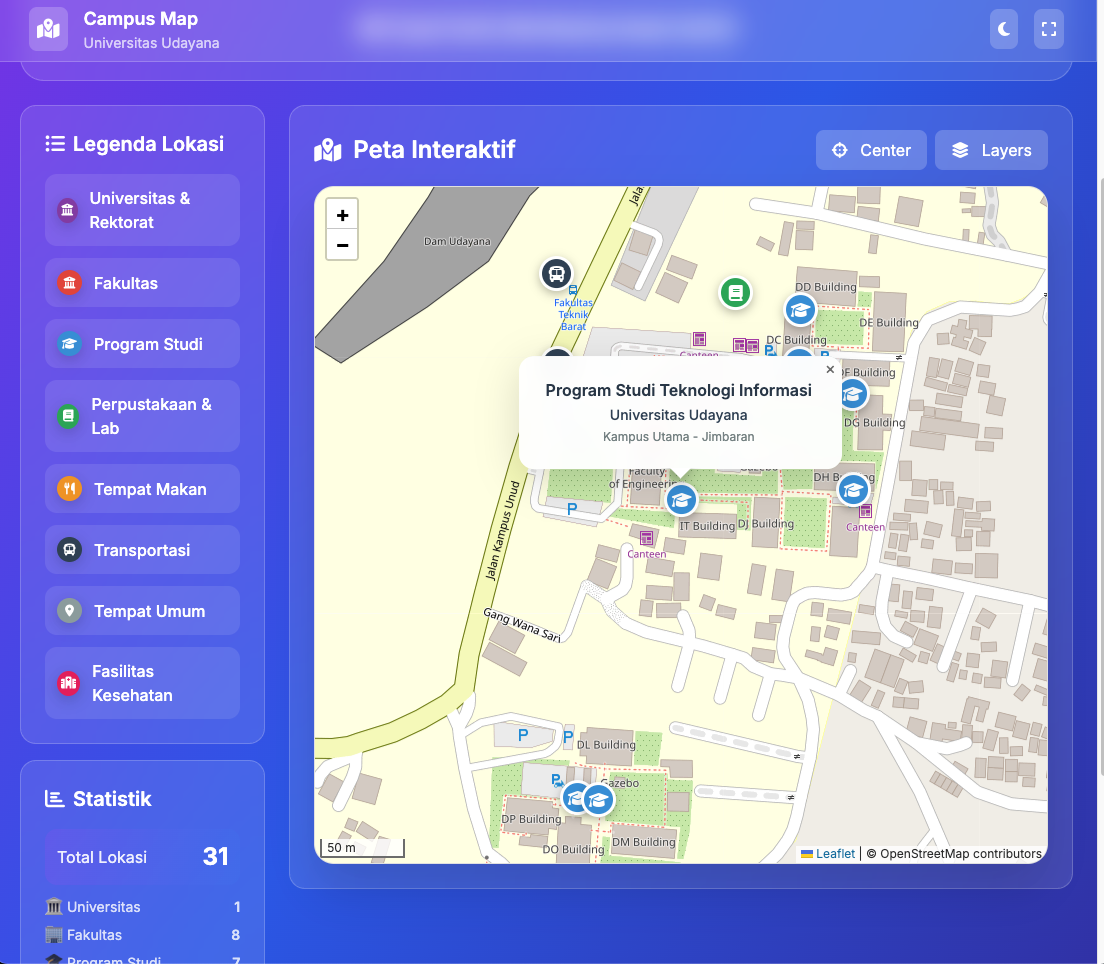 Campus Map
Universitas Udayana
Legenda Lokasi
Universitas &
Rektorat
Fakultas
Program Studi
Perpustakaan &
Lab
Tempat Makan
Transportasi
Tempat Umum
Fasilitas
Kesehatan
Statistik
Total Lokasi 31
Universitas 1
Fakultas 8
Program Studi 7
Peta Interaktif
Center
Layers
+
−
Dam Udayana
Fakultas
Teknik
Barat
DD Building
DE Building
DC Building
Canteen
P
P
DF Building
×
Program Studi Teknologi Informasi
Universitas Udayana
Kampus Utama - Jimbaran
DG Building
Gazebo
Faculty
of Engineering
P
IT Building
DJ Building
Canteen
Canteen
Jalan Kampus Unud
Gang Wana Sari
P
P
DL Building
P
Gazebo
DP Building
DO Building
DM Building
50 m
Leaflet | © OpenStreetMap contributors